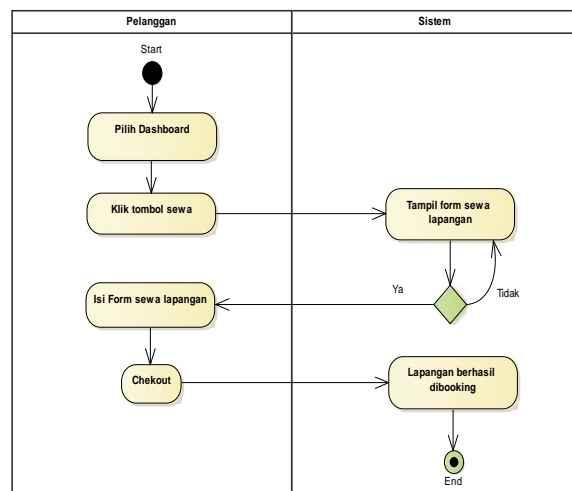 Pelanggan
Sistem
Start
Pilih Dashboard
Klik tombol sewa
Tampil form sewa
lapangan
Ya
Tidak
Isi Form sewa lapangan
Chekout
Lapangan berhasil
dibooking
End